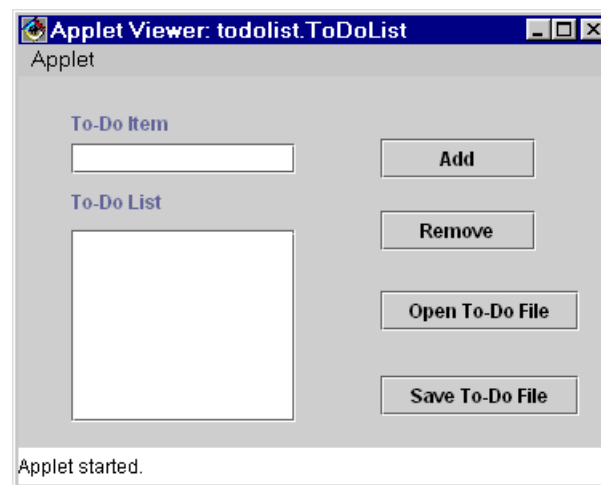 Applet Viewer: todolist.ToDoList
Applet
To-Do Item
Add
To-Do List
Remove
Open To-Do File
Save To-Do File
Applet started.